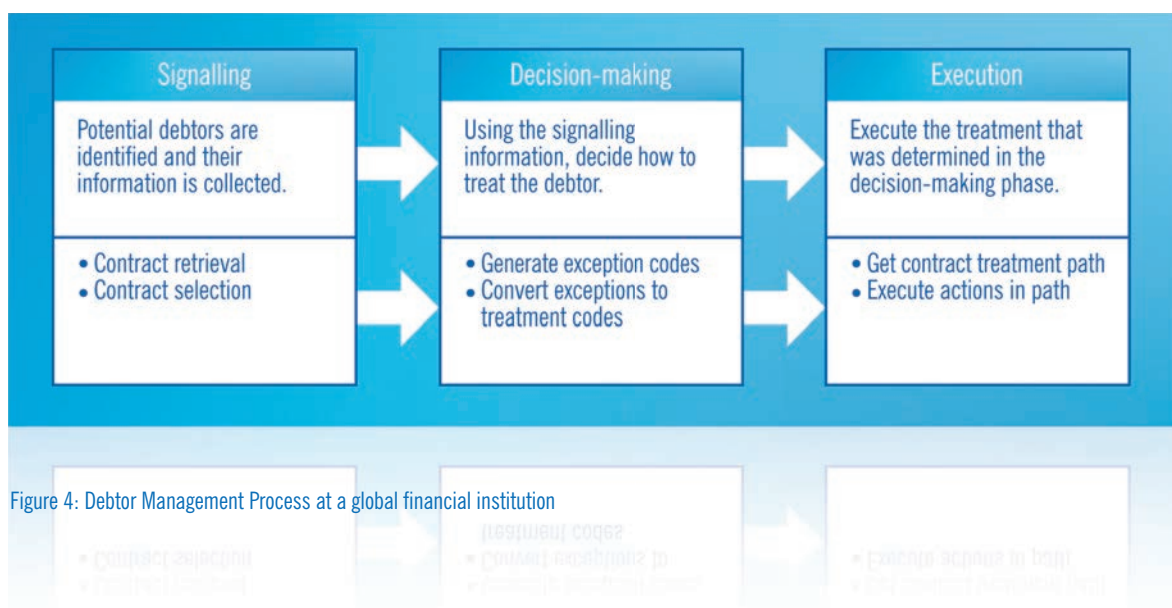 Signalling
Potential debtors are
identified and their
information is collected.
• Contract retrieval
• Contract selection
Decision-making
Using the signalling
information, decide how to
treat the debtor.
• Generate exception codes
• Convert exceptions to
treatment codes
Execution
Execute the treatment that
was determined in the
decision-making phase.
• Get contract treatment path
• Execute actions in path
Figure 4: Debtor Management Process at a global financial institution